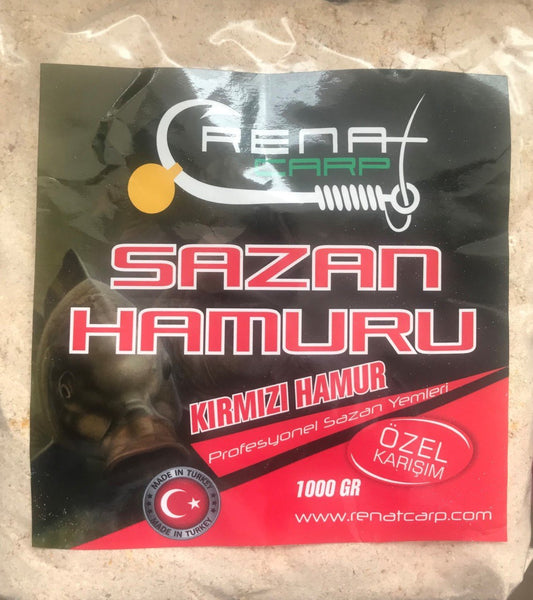 RENAT
CARP
SAZAN
HAMURU
KIRMIZI HAMUR
Profesyonel Sazan Yemleri
ÖZEL
KARIŞIM
1000 GR
MADE IN TURKEY
MADE IN TURKEY
www.renatcarp.com